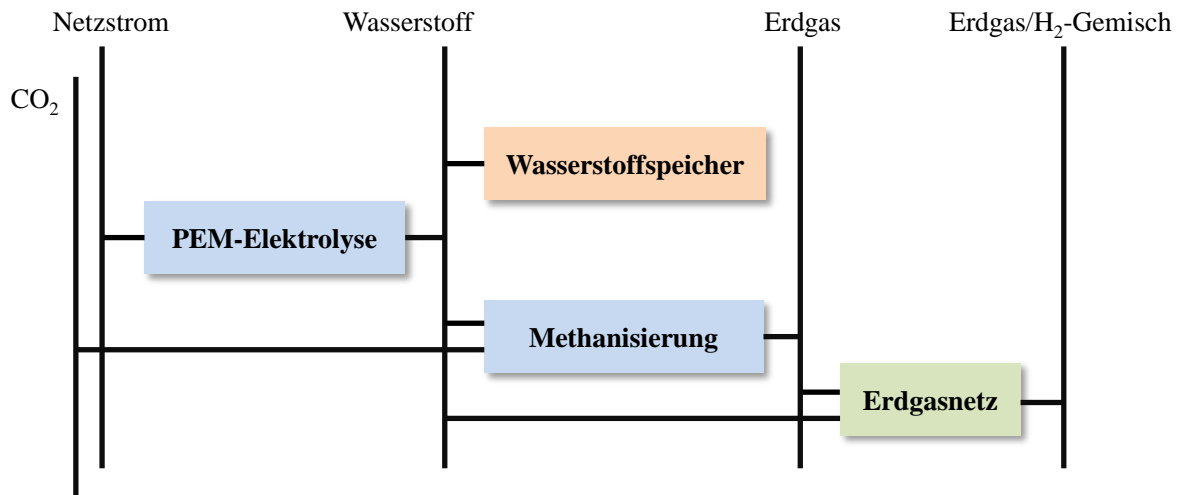 Netzstrom
Wasserstoff
Erdgas
Erdgas/H₂-Gemisch
CO₂
Wasserstoffspeicher
PEM-Elektrolyse
Methanisierung
Erdgasnetz